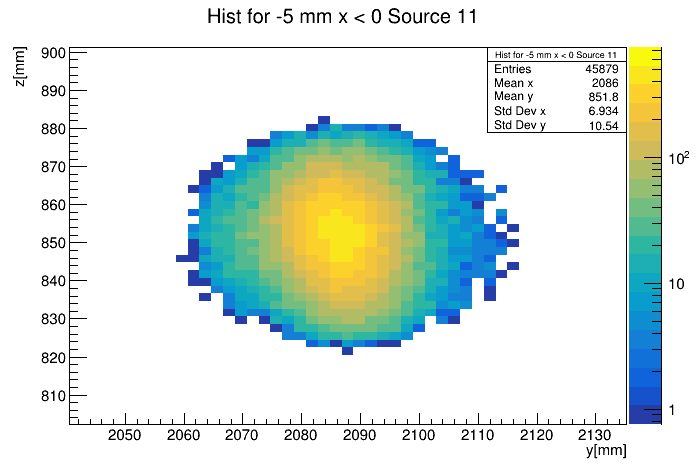 Hist for -5 mm x < 0 Source 11
z[mm]
900
890
880
870
860
850
840
830
820
810
2050 2060 2070 2080 2090 2100 2110 2120 2130
y[mm]
Hist for -5 mm x < 0 Source 11
Entries 45879
Mean x 2086
Mean y 851.8
Std Dev x 6.934
Std Dev y 10.54
10²
10
1